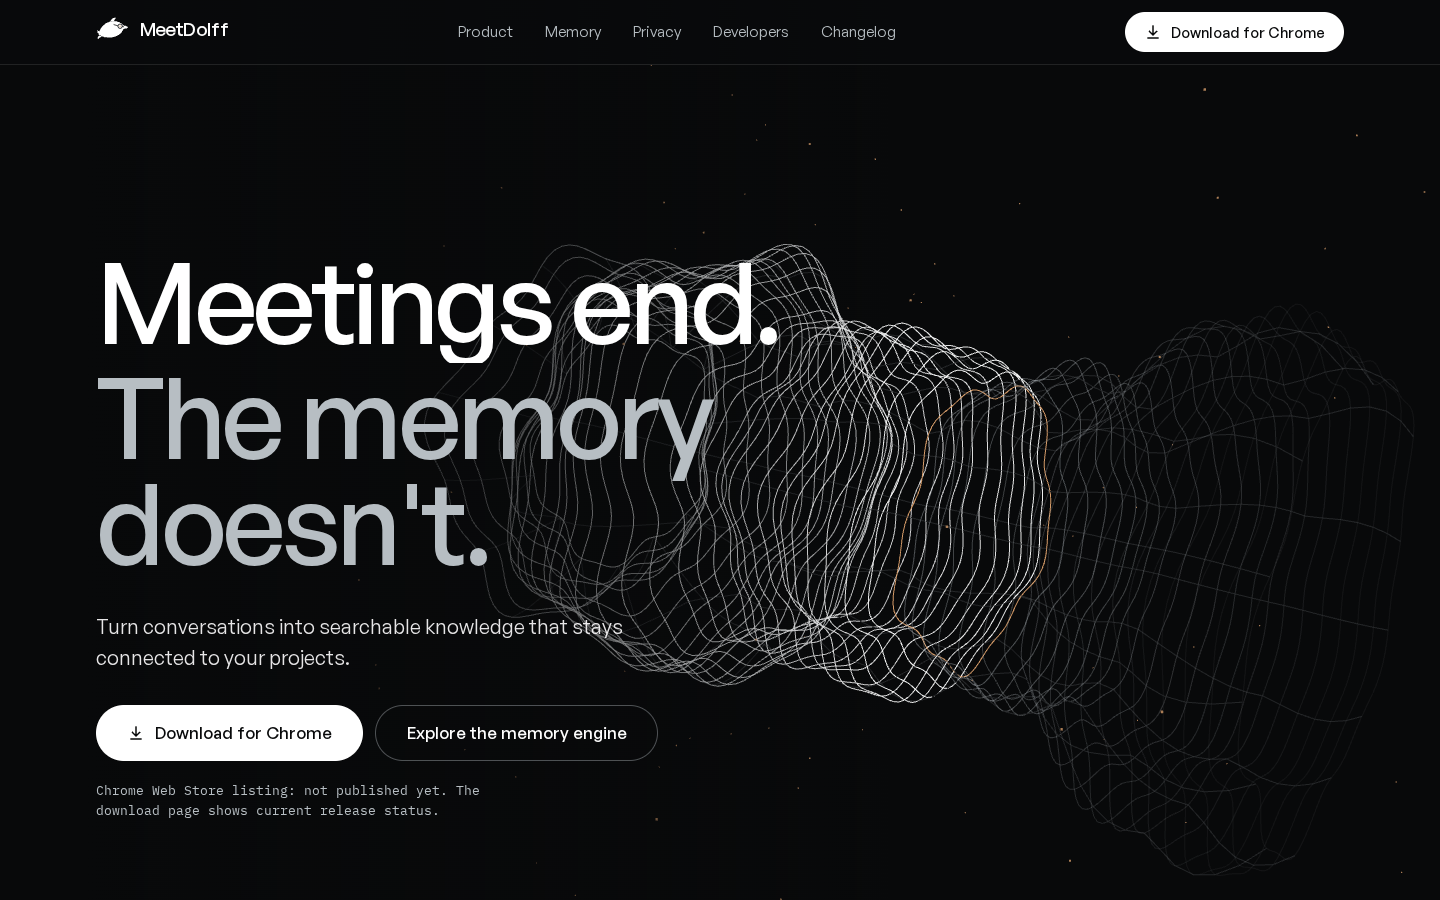 MeetDolff
Product Memory Privacy Developers Changelog
Download for Chrome
Meetings end.
The memory
doesn't.
Turn conversations into searchable knowledge that stays
connected to your projects.
Download for Chrome
Explore the memory engine
Chrome Web Store listing: not published yet. The
download page shows current release status.